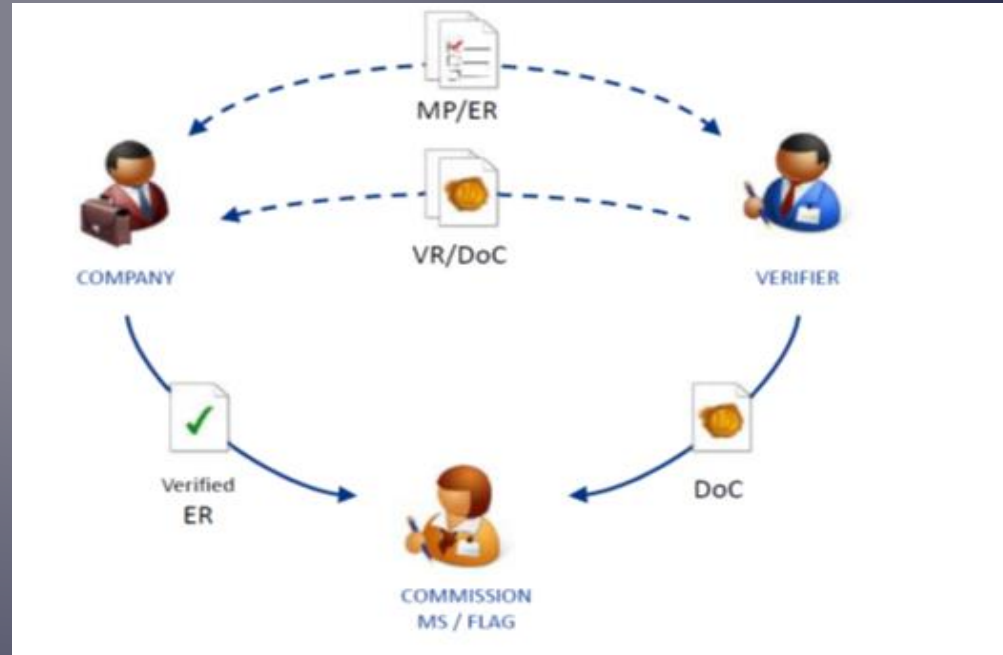 MP/ER
VR/DoC
COMPANY
VERIFIER
Verified
ER
DoC
COMMISSION
MS / FLAG